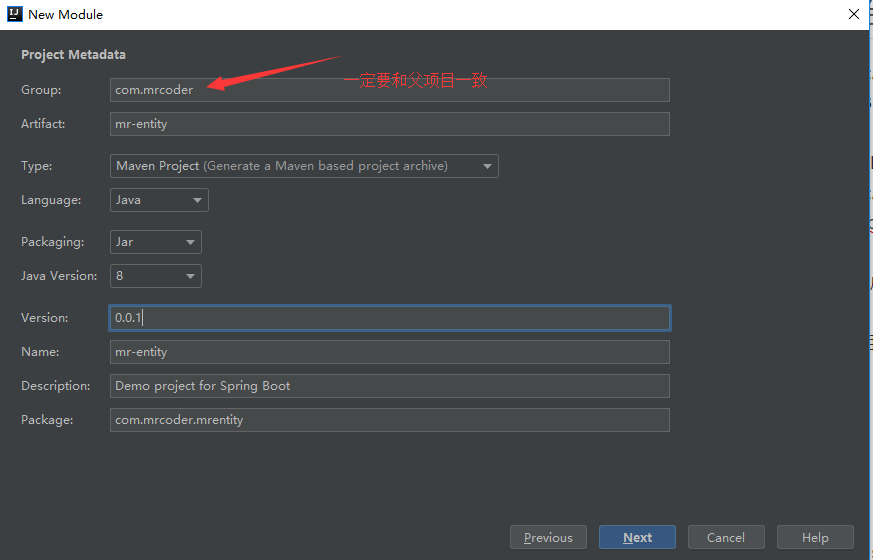 New Module
Project Metadata
Group: com.mrcoder
一定要和父项目一致
Artifact: mr-entity
Type: Maven Project (Generate a Maven based project archive)
Language: Java
Packaging: Jar
Java Version: 8
Version: 0.0.1
Name: mr-entity
Description: Demo project for Spring Boot
Package: com.mrcoder.mrentity
Previous Next Cancel Help